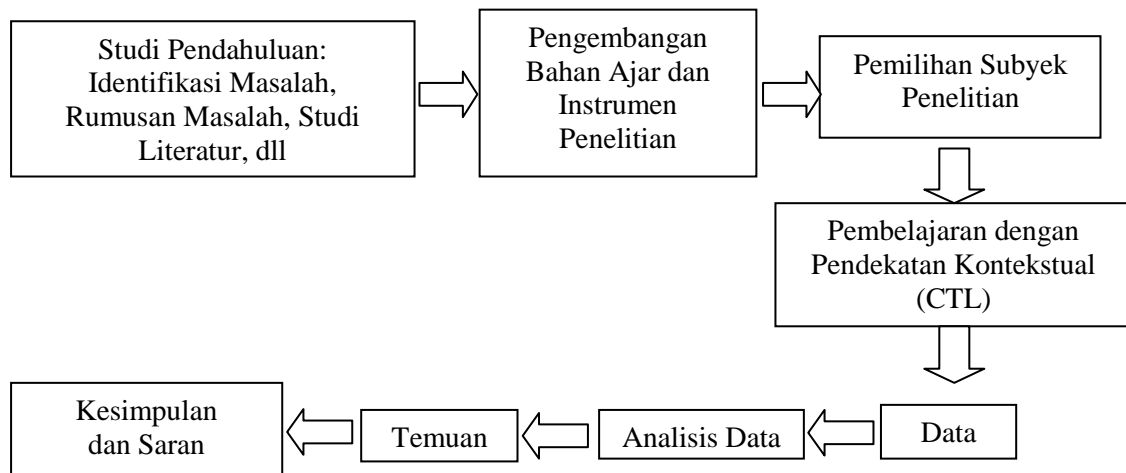 Studi Pendahuluan:
Identifikasi Masalah,
Rumusan Masalah, Studi
Literatur, dll
Pengembangan
Bahan Ajar dan
Instrumen
Penelitian
Pemilihan Subyek
Penelitian
Pembelajaran dengan
Pendekatan Kontekstual
(CTL)
Data
Analisis Data
Temuan
Kesimpulan
dan Saran